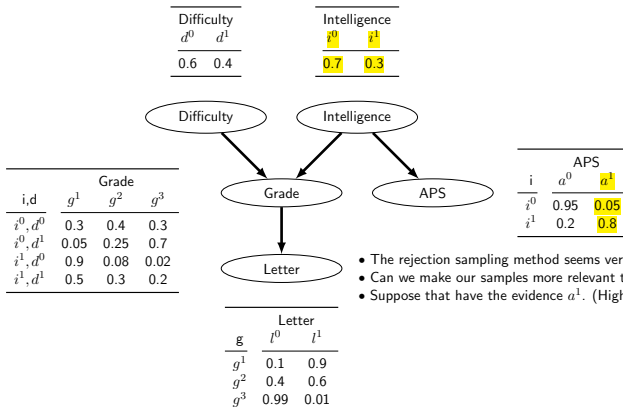 Difficulty
d⁰ d¹
0.6 0.4
Intelligence
i⁰ i¹
0.7 0.3
Difficulty
Intelligence
Grade
APS
Letter
Grade
i,d g¹ g² g³
i⁰, d⁰ 0.3 0.4 0.3
i⁰, d¹ 0.05 0.25 0.7
i¹, d⁰ 0.9 0.08 0.02
i¹, d¹ 0.5 0.3 0.2
APS
i a⁰ a¹
i⁰ 0.95 0.05
i¹ 0.2 0.8
• The rejection sampling method seems
• Can we make our samples more relevant
• Suppose that have the evidence a¹.
Letter
g l⁰ l¹
g¹ 0.1 0.9
g² 0.4 0.6
g³ 0.99 0.01